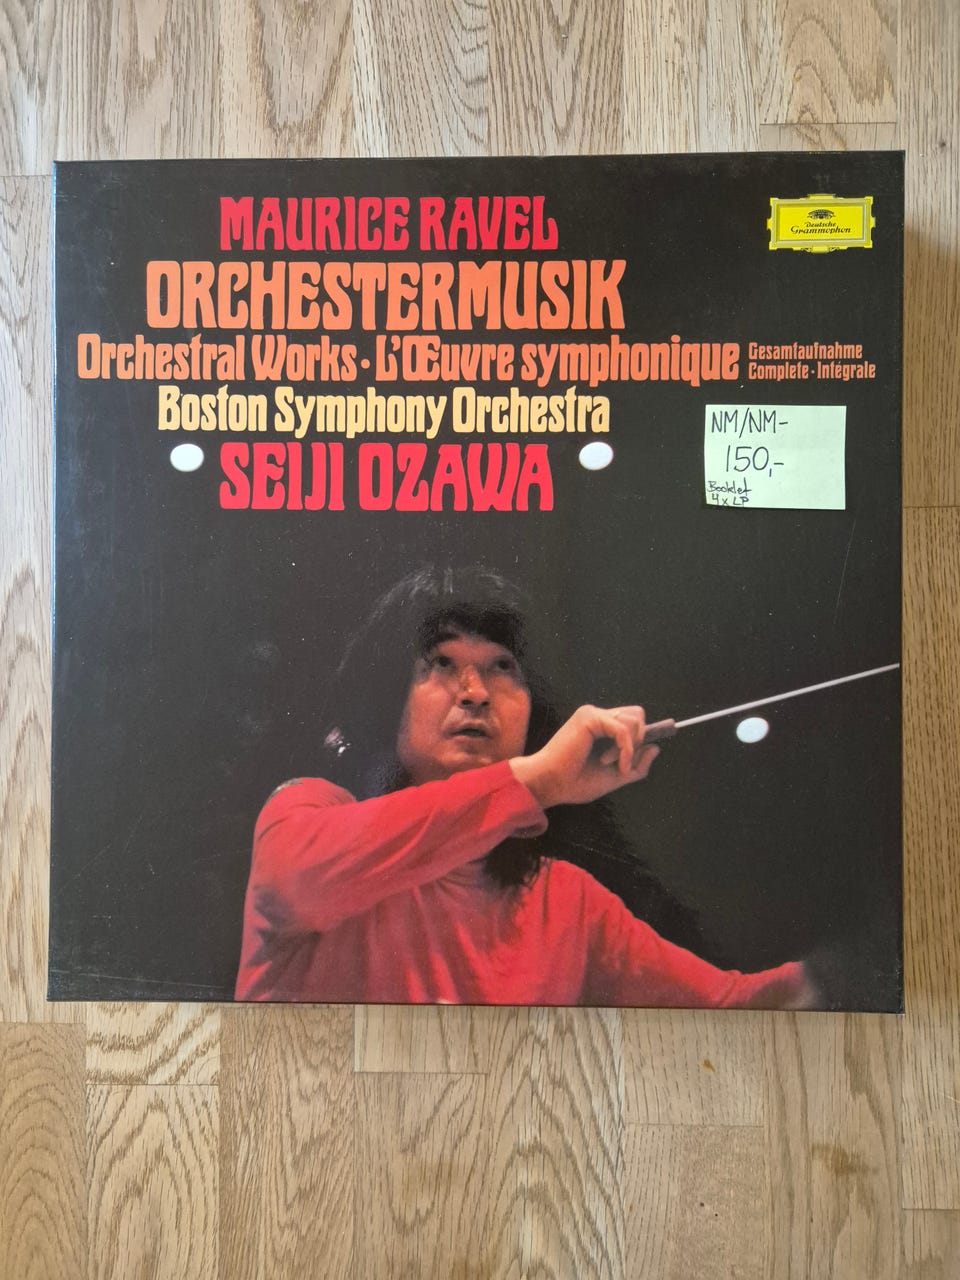 MAURICE RAVEL
Deutsche
Grammophon
ORCHESTERMUSIK
Orchestral Works · L'Œuvre symphonique
Gesamtaufnahme
Complete · Intégrale
Boston Symphony Orchestra
SEIJI OZAWA
NM/NM-
150,-
Booklet
4x LP